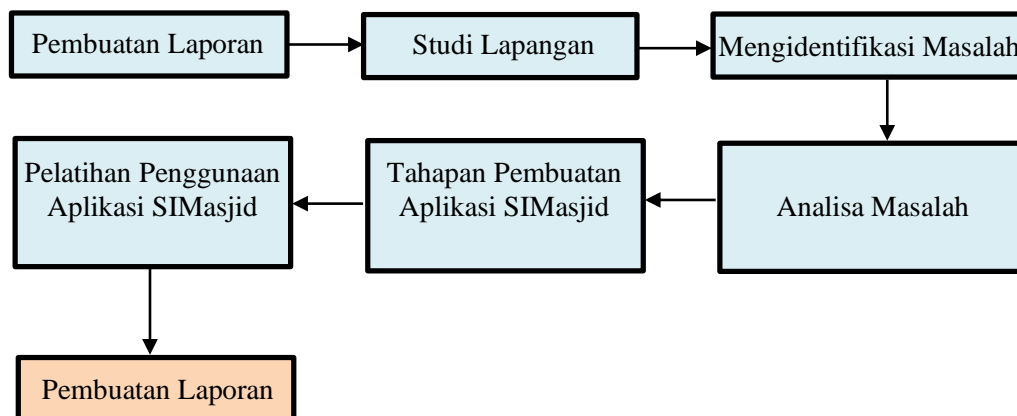 Pembuatan Laporan
Studi Lapangan
Mengidentifikasi Masalah
Pelatihan Penggunaan
Aplikasi SIMasjid
Tahapan Pembuatan
Aplikasi SIMasjid
Analisa Masalah
Pembuatan Laporan